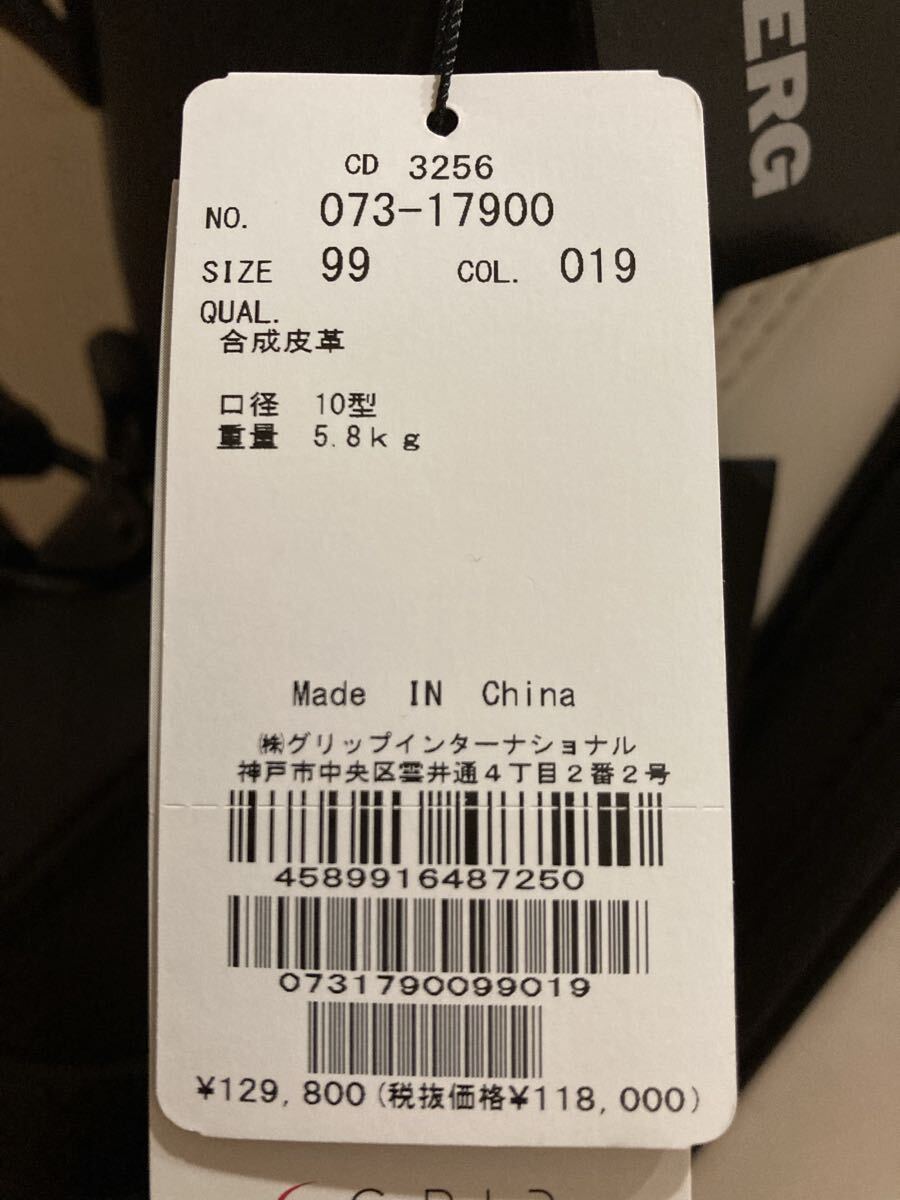 ERG
CD 3256
NO. 073-17900
SIZE 99 COL. 019
QUAL.
合成皮革
口径 10型
重量 5.8kg
Made IN China
㈱グリップインターナショナル
神戸市中央区雲井通4丁目2番2号
4589916487250
0731790099019
¥129,800(税抜価格¥118,000)